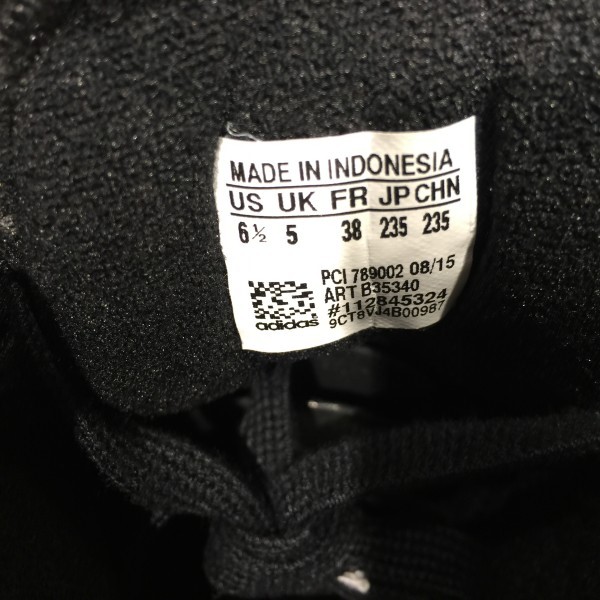 MADE IN INDONESIA
US UK FR JP CHN
6½ 5 38 235 235
PCI 789002 08/15
ART B35340
#112845324
9CT8VJ4B009B7
adidas